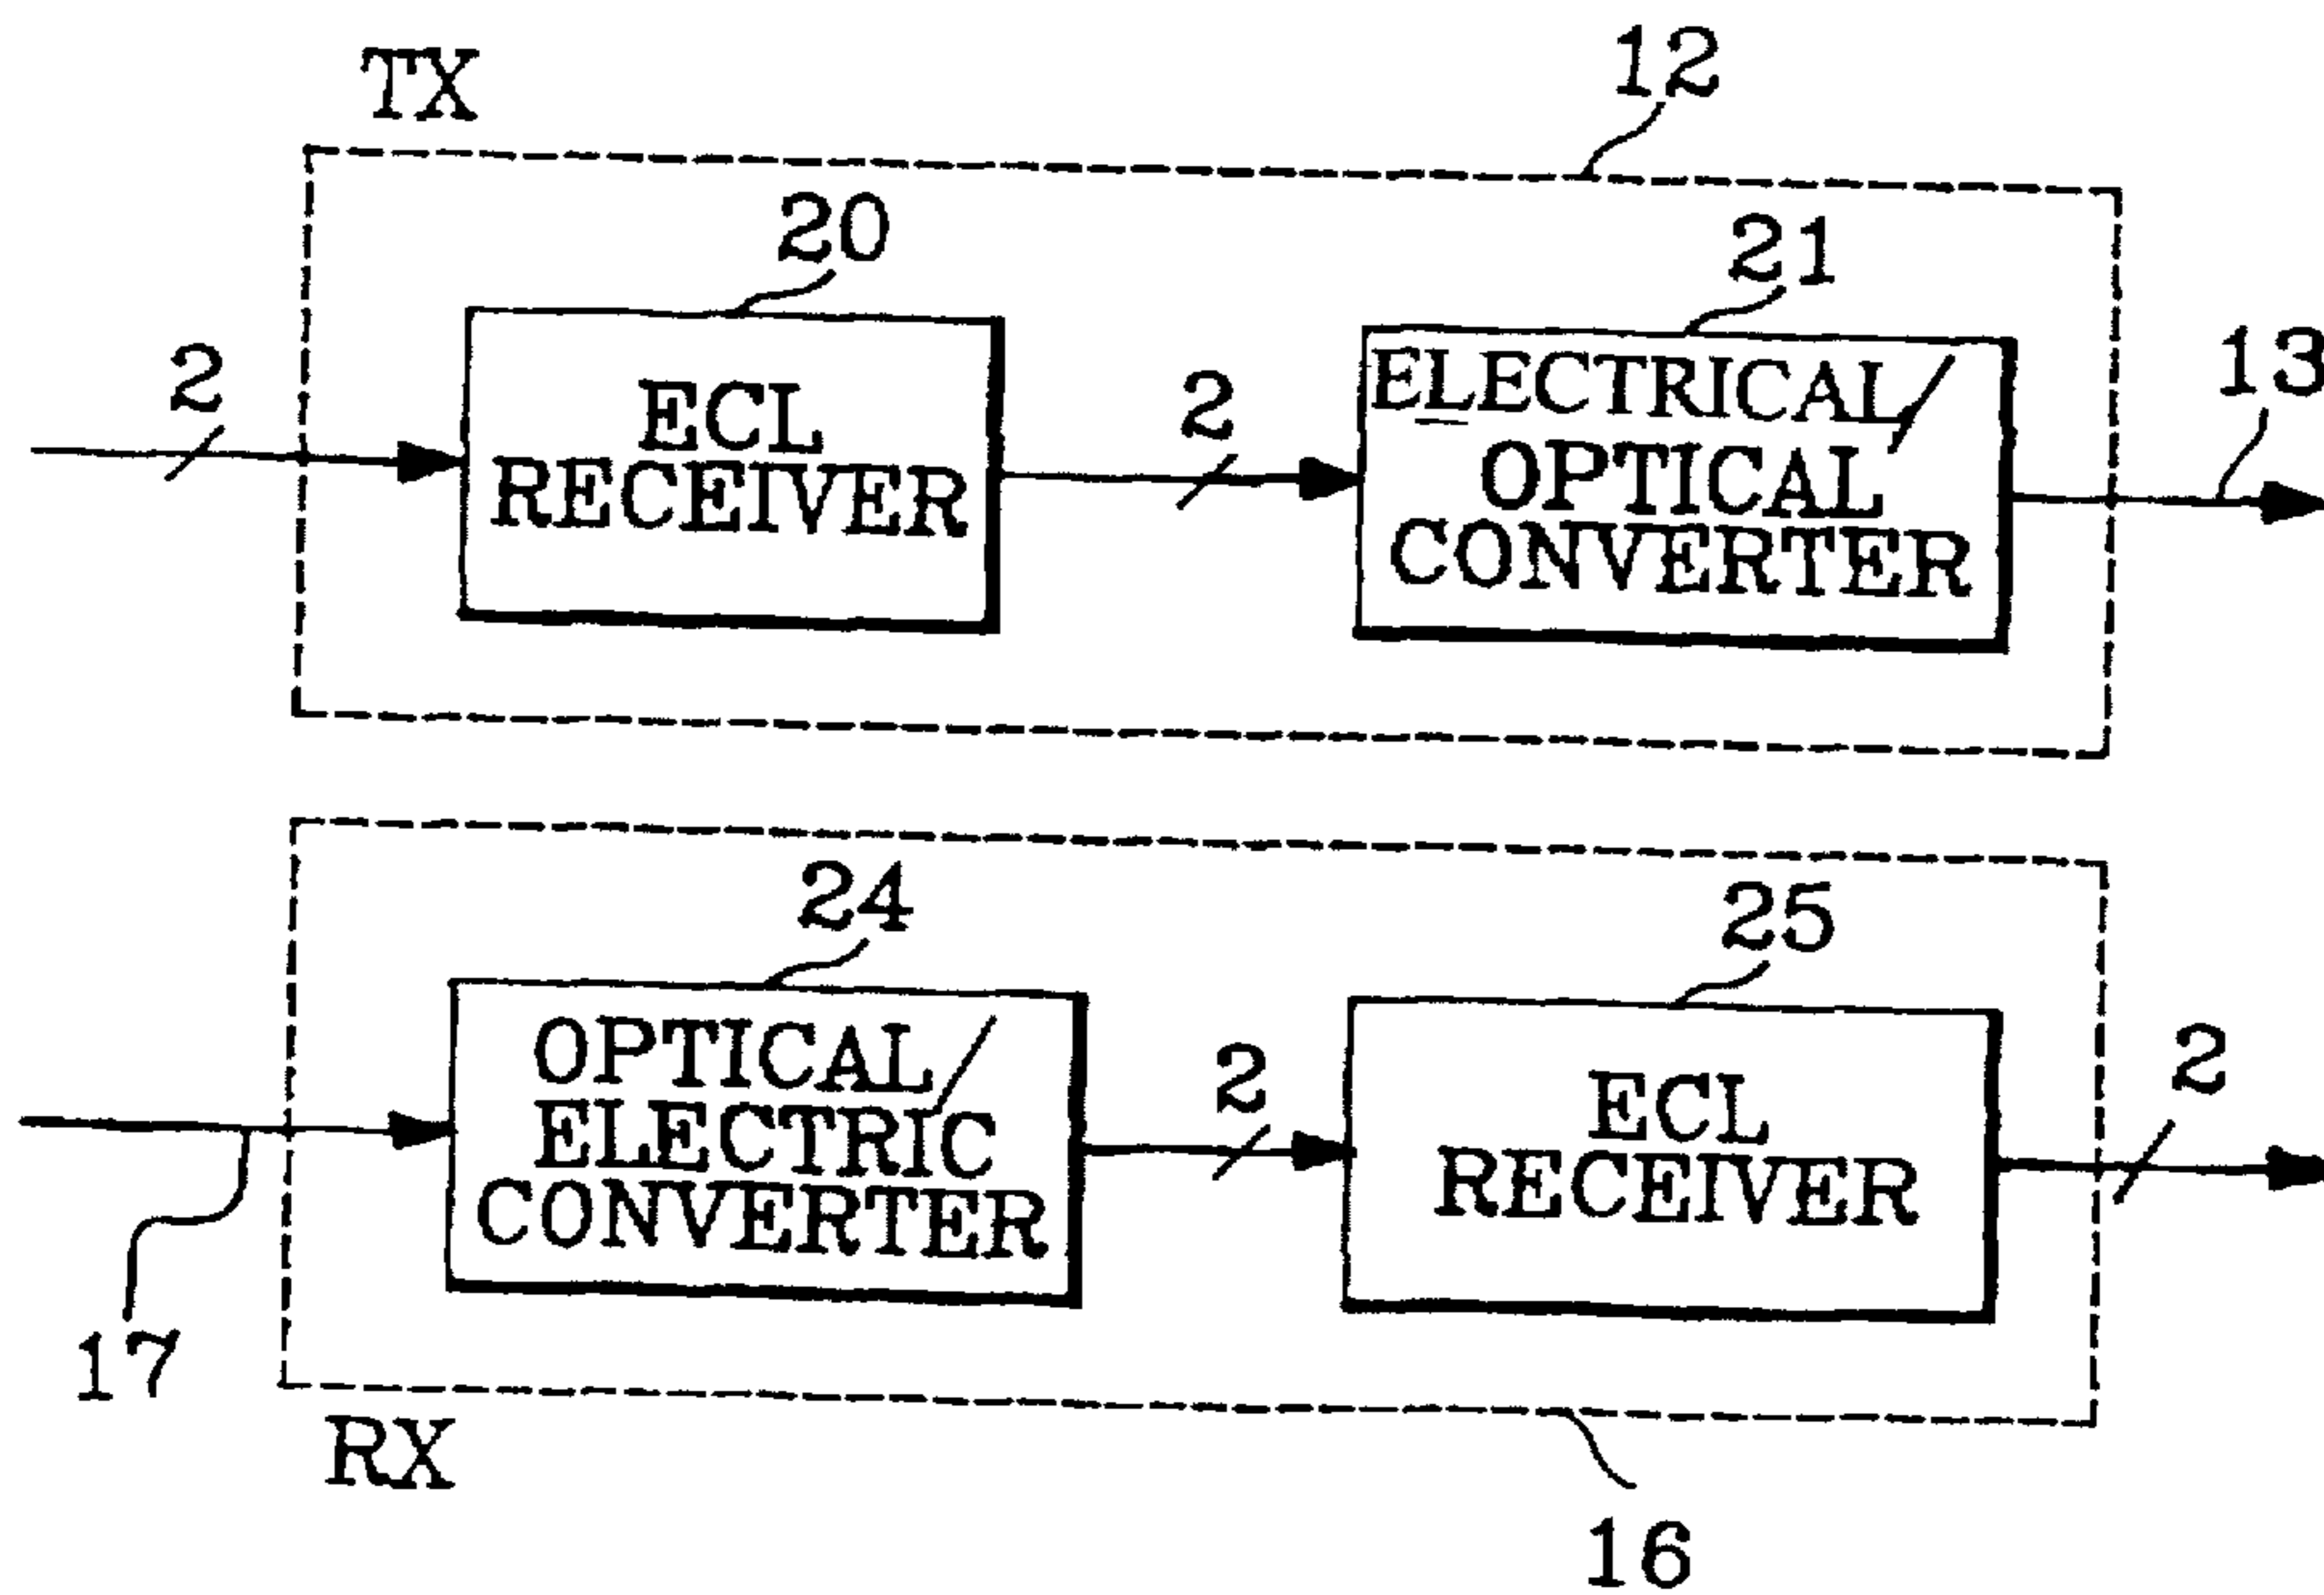 TX
12
20
21
2
ECL
RECEIVER
2
ELECTRICAL/
OPTICAL
CONVERTER
13
24
25
OPTICAL/
ELECTRIC
CONVERTER
2
ECL
RECEIVER
2
17
RX
16